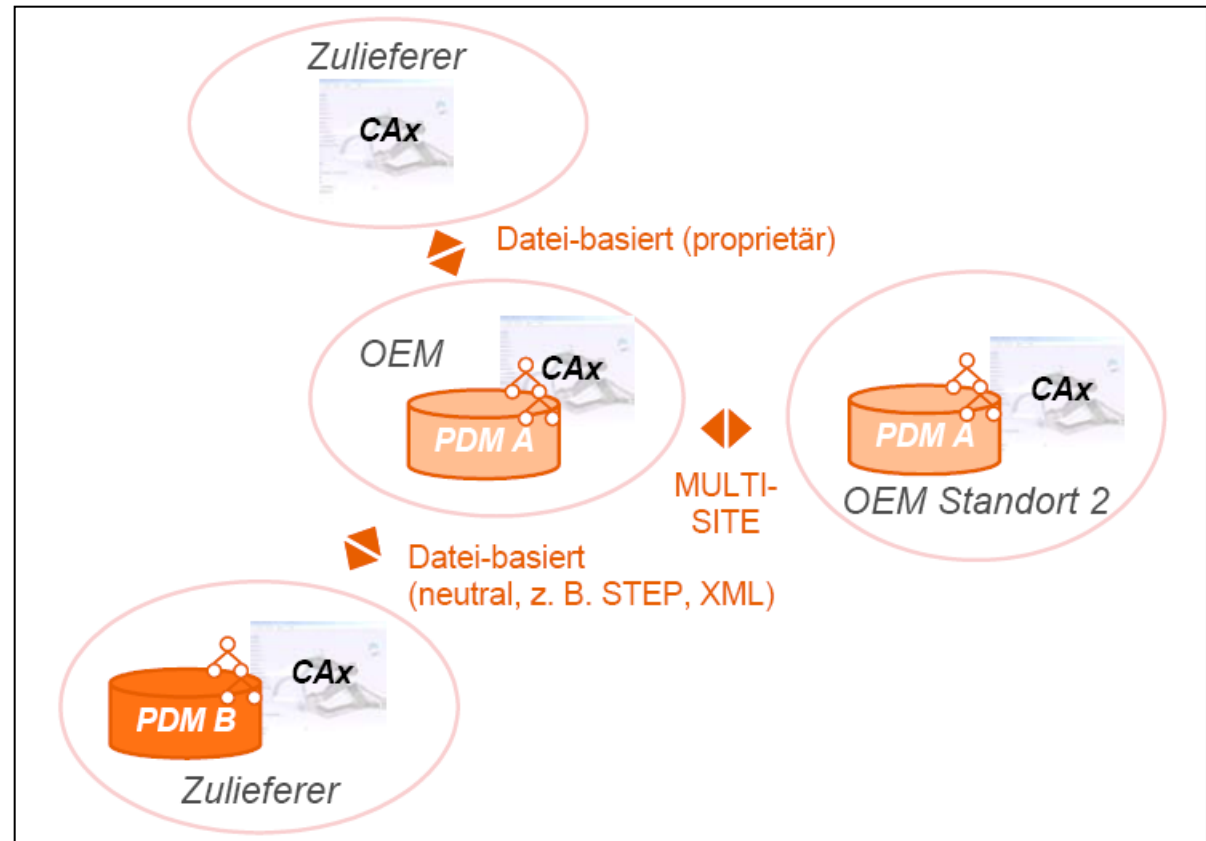 Zulieferer
CAx
Datei-basiert (proprietär)
OEM
CAx
PDM A
MULTI-
SITE
CAx
PDM A
OEM Standort 2
Datei-basiert
(neutral, z. B. STEP, XML)
CAx
PDM B
Zulieferer